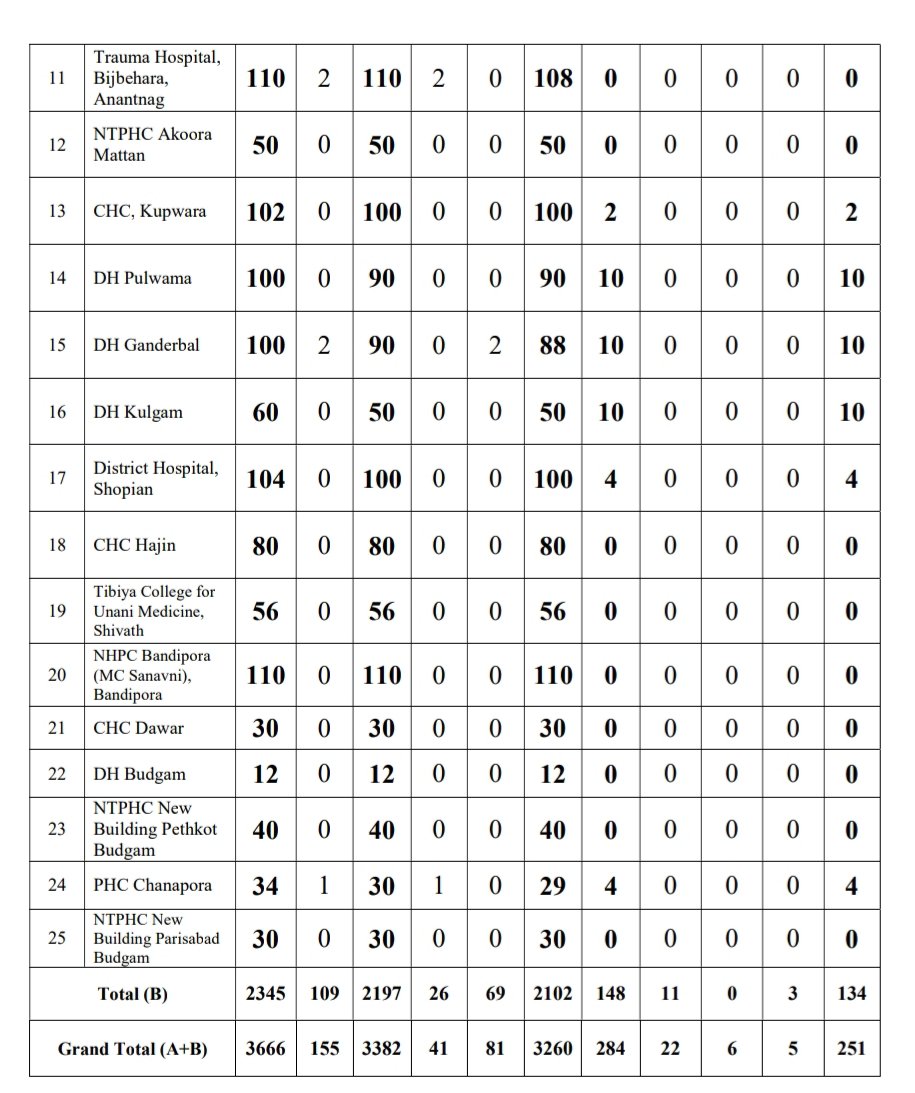 11 Trauma Hospital, Bijbehara, Anantnag 110 2 110 2 0 108 0 0 0 0 0
12 NTPHC Akoora Mattan 50 0 50 0 0 50 0 0 0 0 0
13 CHC, Kupwara 102 0 100 0 0 100 2 0 0 0 2
14 DH Pulwama 100 0 90 0 0 90 10 0 0 0 10
15 DH Ganderbal 100 2 90 0 2 88 10 0 0 0 10
16 DH Kulgam 60 0 50 0 0 50 10 0 0 0 10
17 District Hospital, Shopian 104 0 100 0 0 100 4 0 0 0 4
18 CHC Hajin 80 0 80 0 0 80 0 0 0 0 0
19 Tibiya College for Unani Medicine, Shivath 56 0 56 0 0 56 0 0 0 0 0
20 NHPC Bandipora (MC Sanavni), Bandipora 110 0 110 0 0 110 0 0 0 0 0
21 CHC Dawar 30 0 30 0 0 30 0 0 0 0 0
22 DH Budgam 12 0 12 0 0 12 0 0 0 0 0
23 NTPHC New Building Pethkot Budgam 40 0 40 0 0 40 0 0 0 0 0
24 PHC Chanapora 34 1 30 1 0 29 4 0 0 0 4
25 NTPHC New Building Parisabad Budgam 30 0 30 0 0 30 0 0 0 0 0
Total (B) 2345 109 2197 26 69 2102 148 11 0 3 134
Grand Total (A+B) 3666 155 3382 41 81 3260 284 22 6 5 251